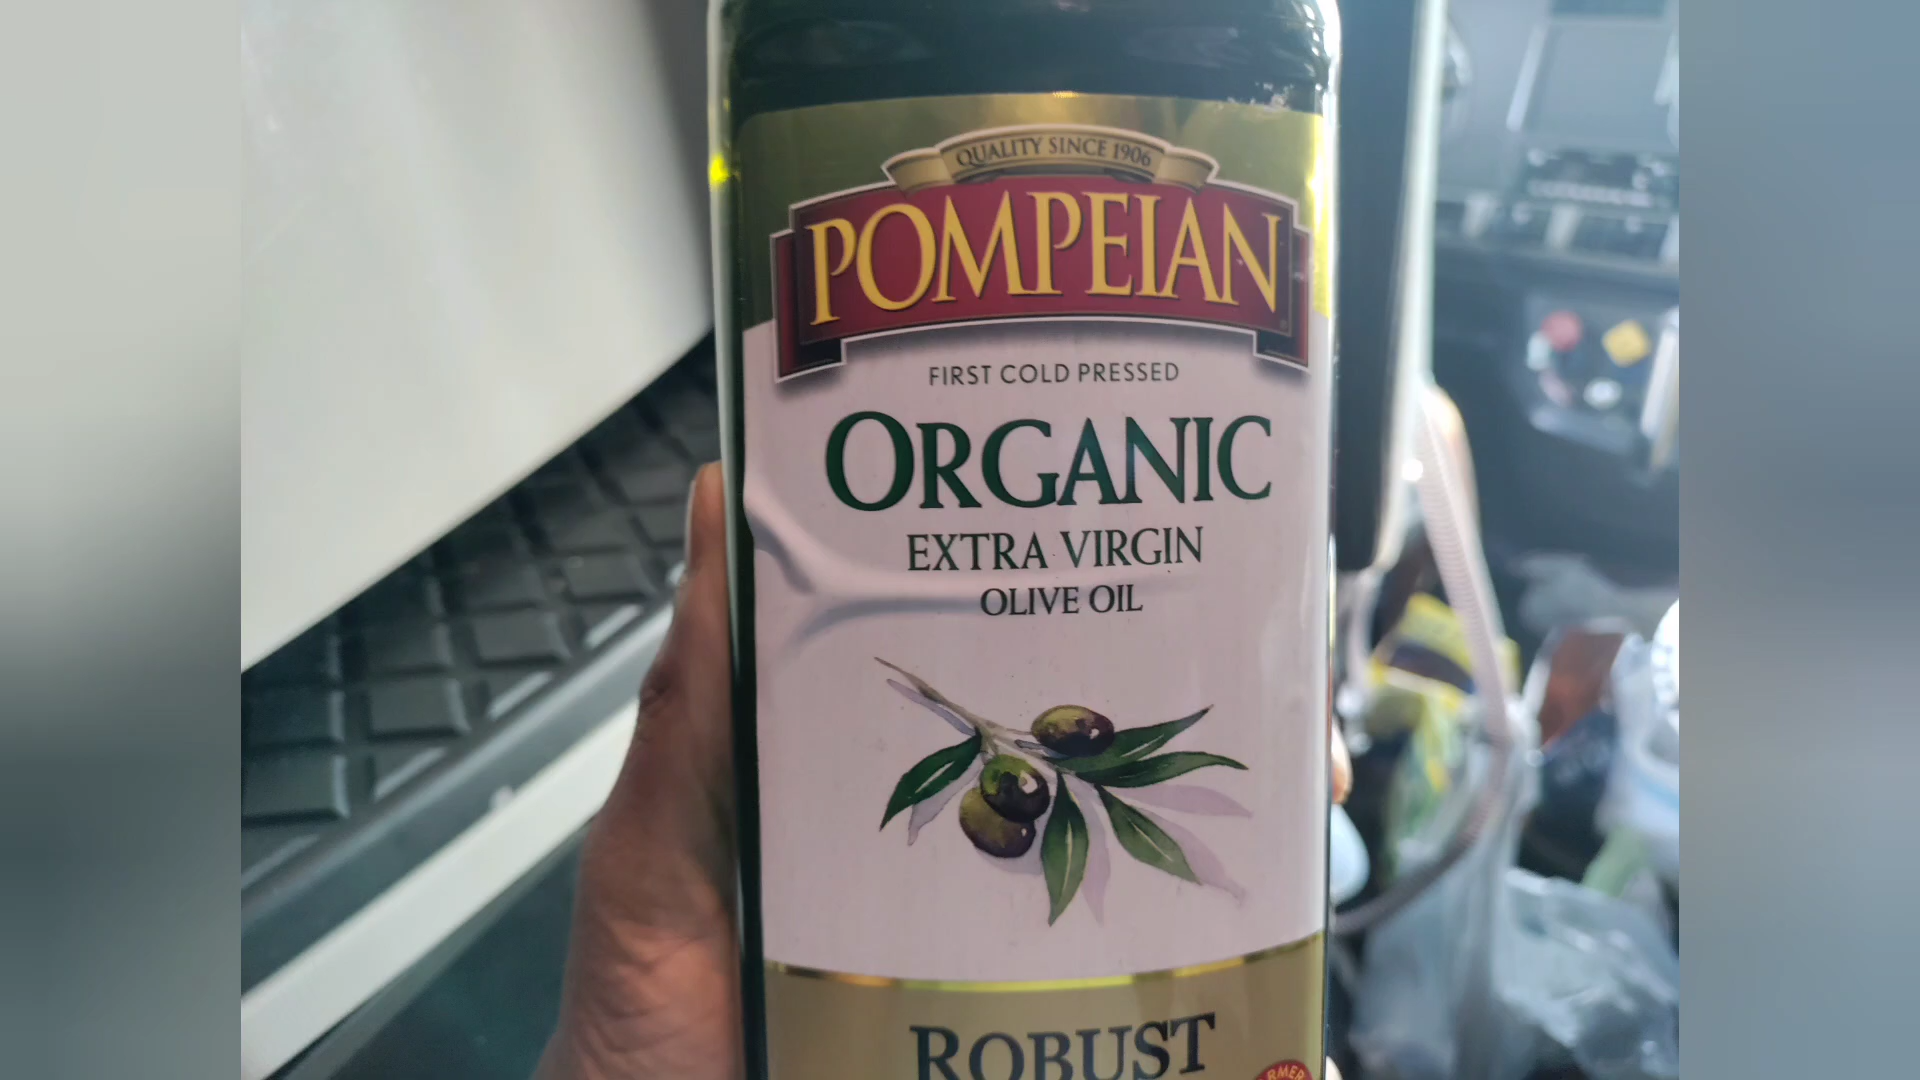 QUALITY SINCE 1906
POMPEIAN
FIRST COLD PRESSED
ORGANIC
EXTRA VIRGIN
OLIVE OIL
ROBUST